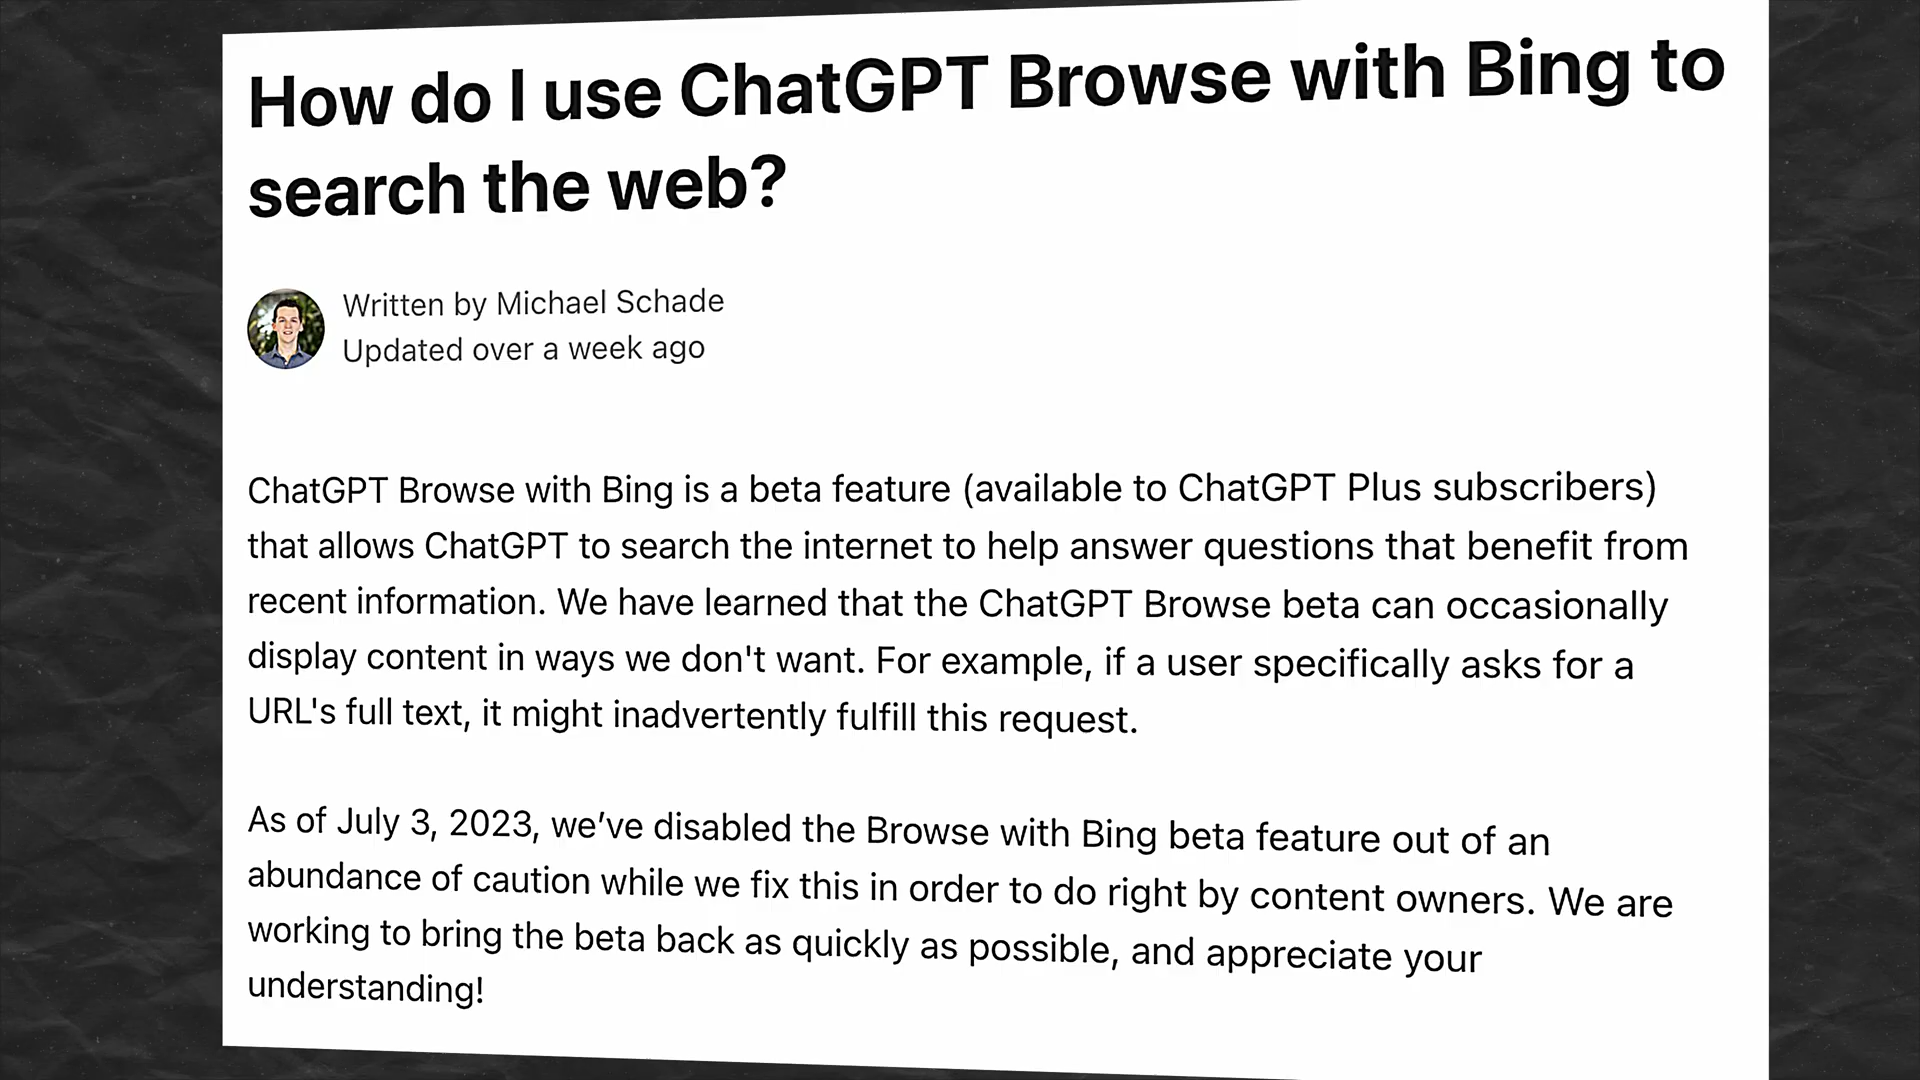 How do I use ChatGPT Browse with Bing to
search the web?
Written by Michael Schade
Updated over a week ago
ChatGPT Browse with Bing is a beta feature (available to ChatGPT Plus subscribers)
that allows ChatGPT to search the internet to help answer questions that benefit from
recent information. We have learned that the ChatGPT Browse beta can occasionally
display content in ways we don't want. For example, if a user specifically asks for a
URL's full text, it might inadvertently fulfill this request.
As of July 3, 2023, we’ve disabled the Browse with Bing beta feature out of an
abundance of caution while we fix this in order to do right by content owners. We are
working to bring the beta back as quickly as possible, and appreciate your
understanding!